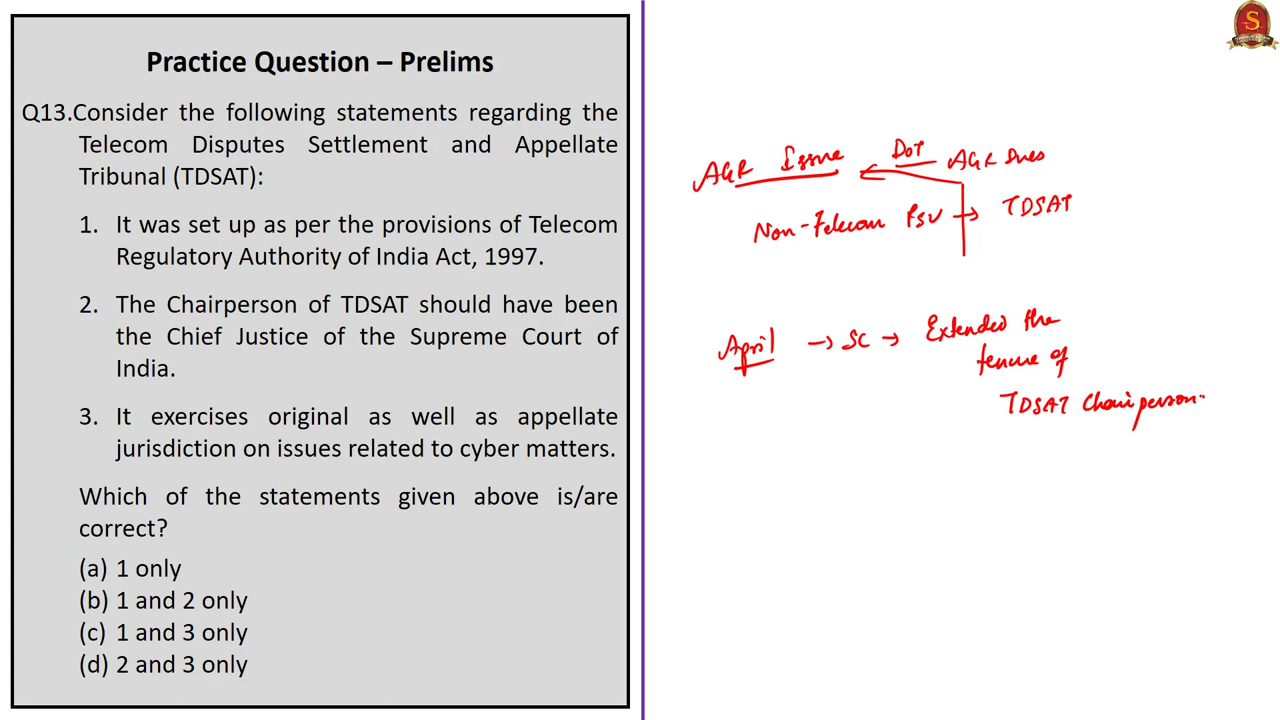 Practice Question – Prelims
Q13.Consider the following statements regarding the
Telecom Disputes Settlement and Appellate
Tribunal (TDSAT):
1. It was set up as per the provisions of Telecom
Regulatory Authority of India Act, 1997.
2. The Chairperson of TDSAT should have been
the Chief Justice of the Supreme Court of
India.
3. It exercises original as well as appellate
jurisdiction on issues related to cyber matters.
Which of the statements given above is/are
correct?
(a) 1 only
(b) 1 and 2 only
(c) 1 and 3 only
(d) 2 and 3 only
AGR Issue ← DOT AGR Dues
Non-Telecom PSU → TDSAT
April → SC → Extended the
tenure of
TDSAT Chairperson.
S